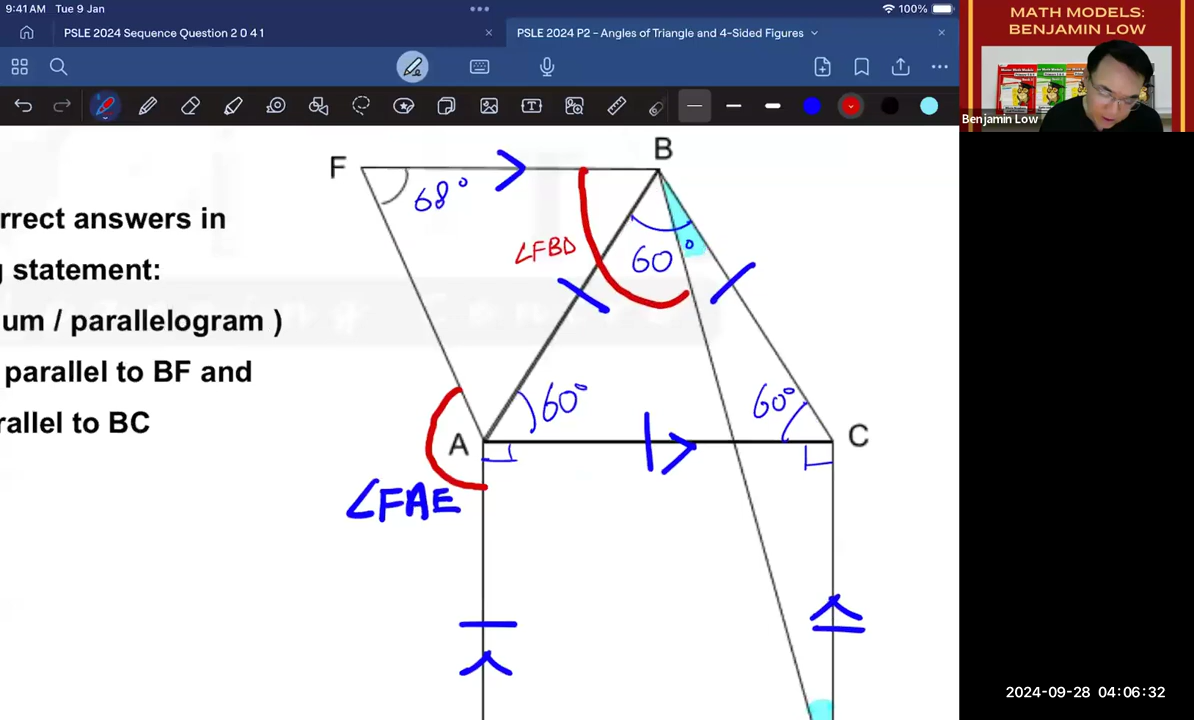 9:41 AM Tue 9 Jan
100%
PSLE 2024 Sequence Question 2 0 4 1
PSLE 2024 P2 - Angles of Triangle and 4-Sided Figures
MATH MODELS:
BENJAMIN LOW
Benjamin Low
rrect answers in
g statement:
um / parallelogram )
parallel to BF and
rallel to BC
F
B
68°
∠FBD
60°
60°
60°
A
C
∠FAE
2024-09-28 04:06:32